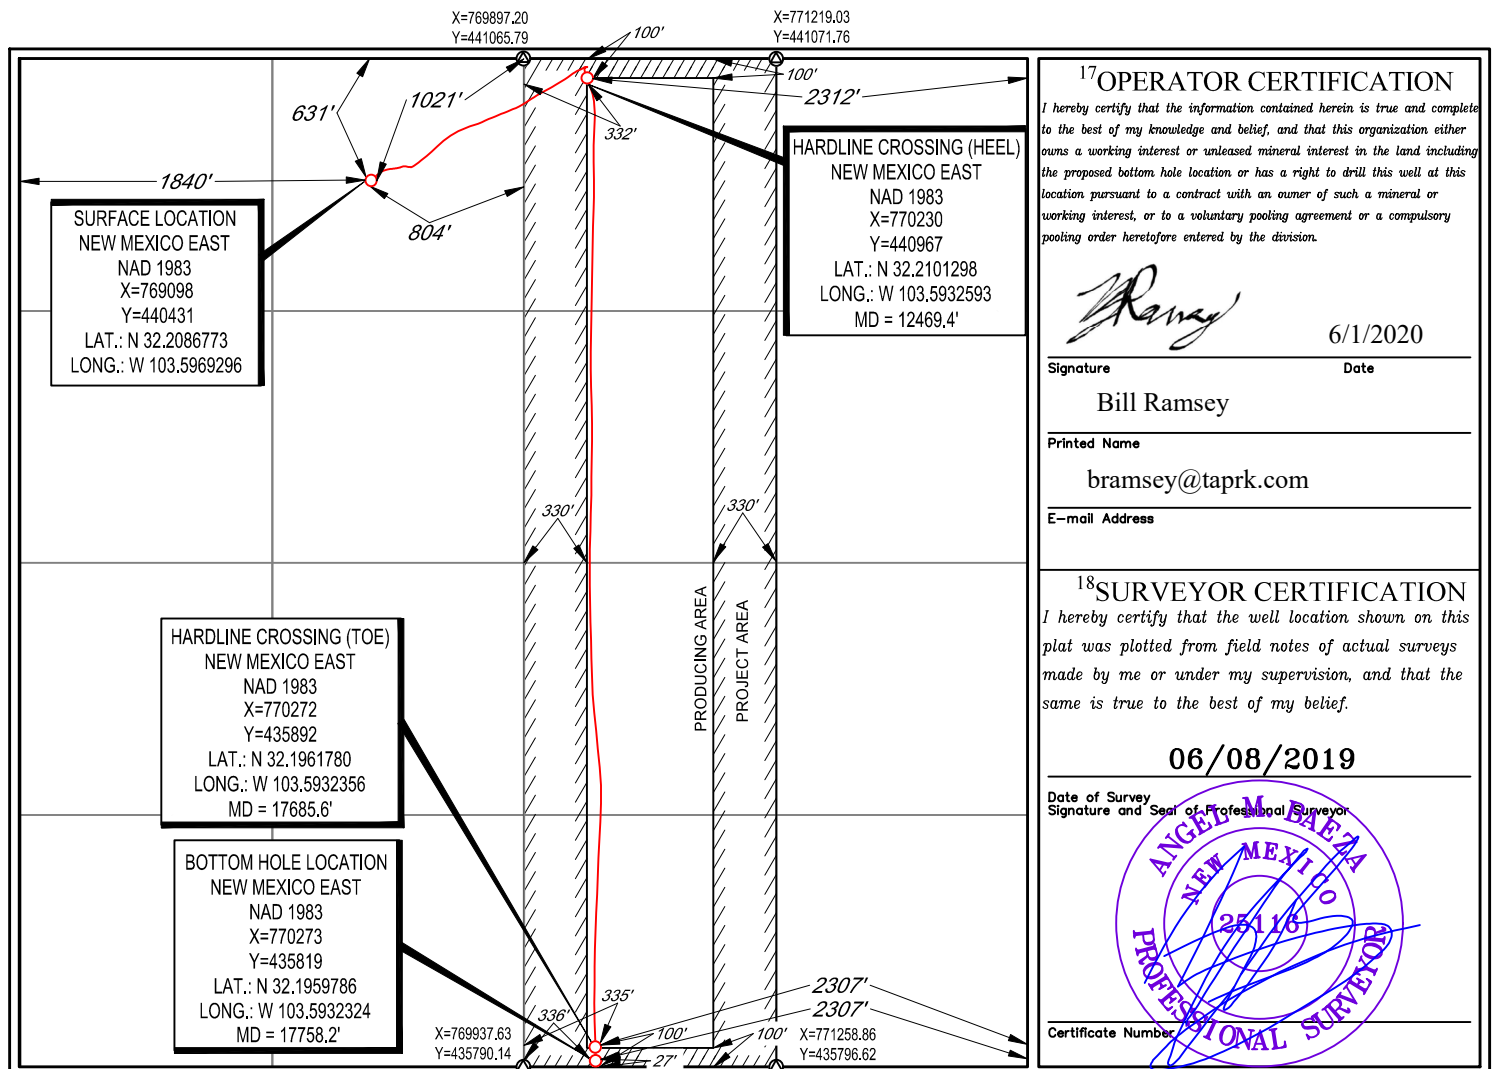 X=769897.20
Y=441065.79
X=771219.03
Y=441071.76
100'
100'
631'
1021'
2312'
332'
1840'
804'
SURFACE LOCATION
NEW MEXICO EAST
NAD 1983
X=769098
Y=440431
LAT.: N 32.2086773
LONG.: W 103.5969296
HARDLINE CROSSING (HEEL)
NEW MEXICO EAST
NAD 1983
X=770230
Y=440967
LAT.: N 32.2101298
LONG.: W 103.5932593
MD = 12469.4'
330'
330'
PRODUCING AREA
PROJECT AREA
HARDLINE CROSSING (TOE)
NEW MEXICO EAST
NAD 1983
X=770272
Y=435892
LAT.: N 32.1961780
LONG.: W 103.5932356
MD = 17685.6'
BOTTOM HOLE LOCATION
NEW MEXICO EAST
NAD 1983
X=770273
Y=435819
LAT.: N 32.1959786
LONG.: W 103.5932324
MD = 17758.2'
2307'
2307'
335'
336'
100'
100'
27'
X=769937.63
Y=435790.14
X=771258.86
Y=435796.62
17OPERATOR CERTIFICATION
I hereby certify that the information contained herein is true and complete
to the best of my knowledge and belief, and that this organization either
owns a working interest or unleased mineral interest in the land including
the proposed bottom hole location or has a right to drill this well at this
location pursuant to a contract with an owner of such a mineral or
working interest, or to a voluntary pooling agreement or a compulsory
pooling order heretofore entered by the division.
6/1/2020
Signature Date
Bill Ramsey
Printed Name
bramsey@taprk.com
E-mail Address
18SURVEYOR CERTIFICATION
I hereby certify that the well location shown on this
plat was plotted from field notes of actual surveys
made by me or under my supervision, and that the
same is true to the best of my belief.
06/08/2019
Date of Survey
Signature and Seal of Professional Surveyor
ANGEL M. BAEZA
NEW MEXICO
25116
PROFESSIONAL SURVEYOR
Certificate Number